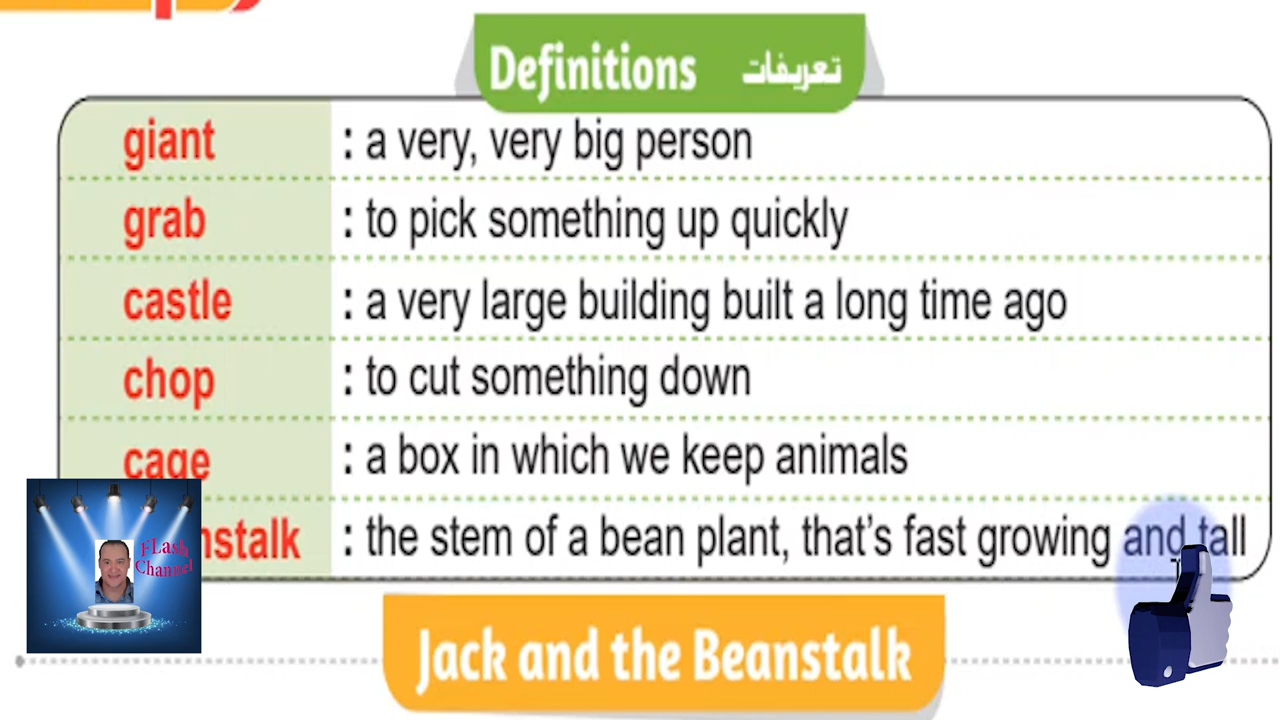 Definitions تعريفات
giant : a very, very big person
grab : to pick something up quickly
castle : a very large building built a long time ago
chop : to cut something down
cage : a box in which we keep animals
nstalk : the stem of a bean plant, that's fast growing and tall
FLash
Channel
Jack and the Beanstalk